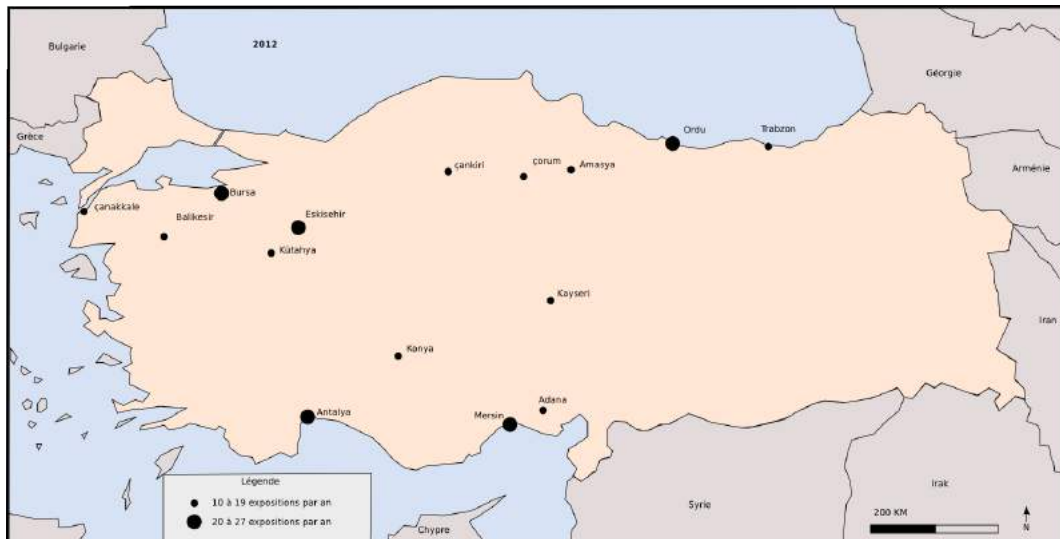 Bulgarie
2012
Géorgie
Grèce
Ordu
Trabzon
çankiri
çorum
Amasya
Arménie
Bursa
çanakkale
Balikesir
Eskisehir
Kütahya
Kayseri
Iran
Konya
Antalya
Mersin
Adana
Légende
10 à 19 expositions par an
20 à 27 expositions par an
Chypre
Syrie
Irak
200 KM
N